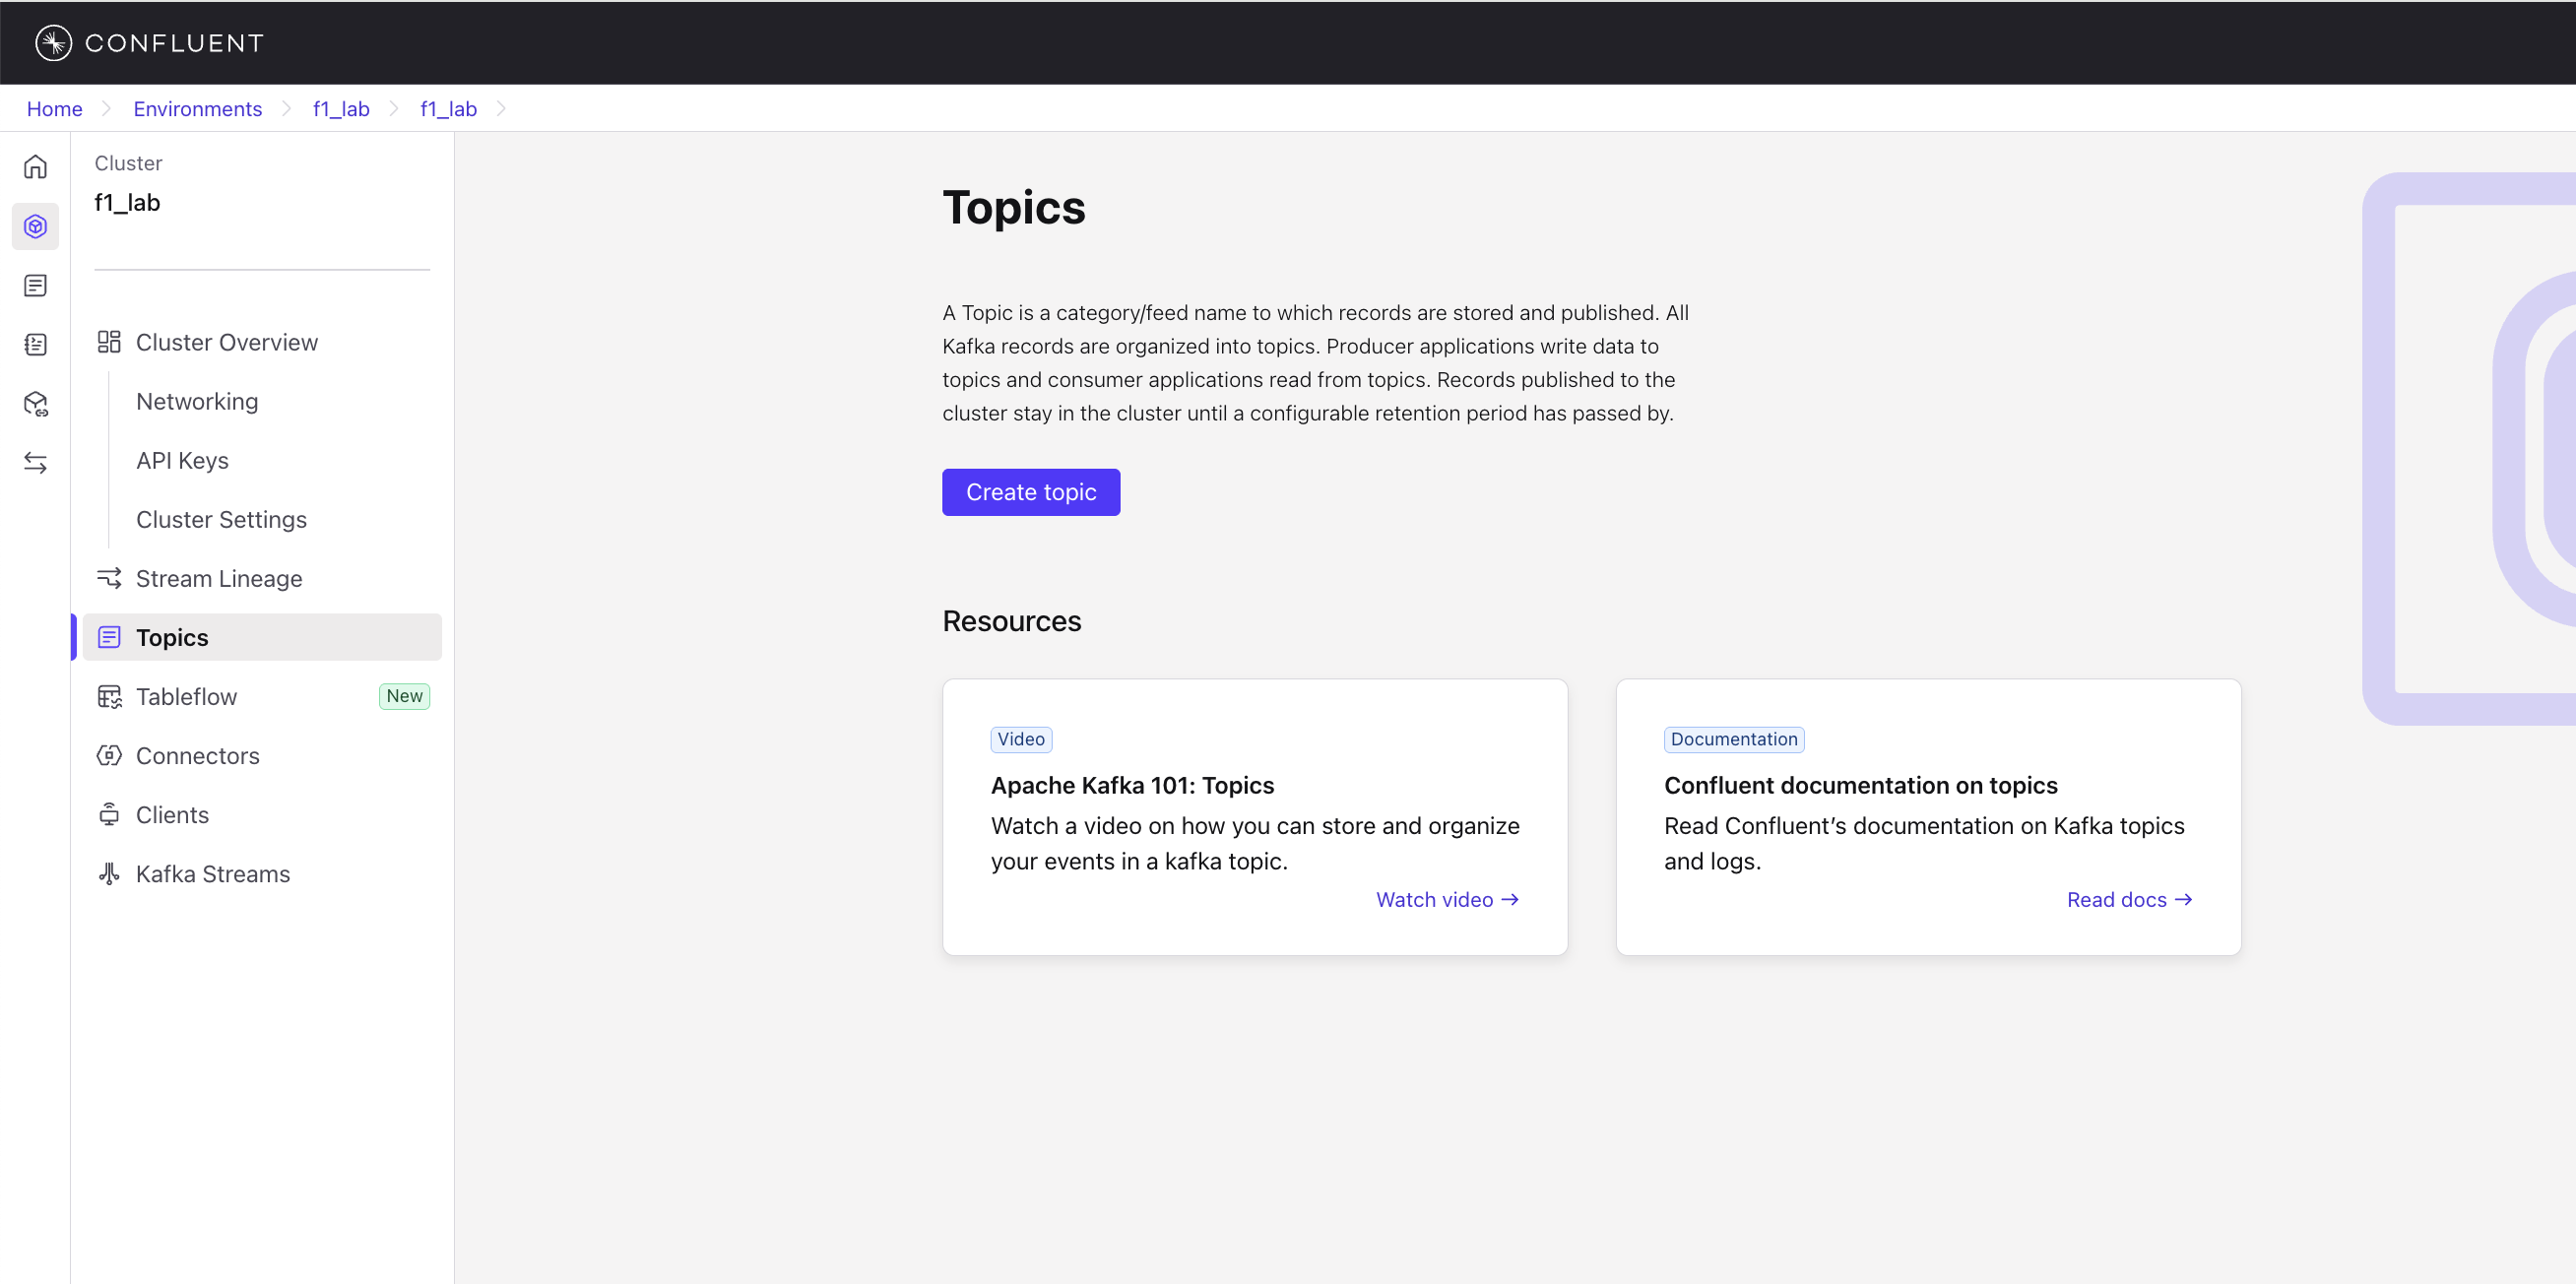 CONFLUENT
Home
Environments
f1_lab
f1_lab
Cluster
f1_lab
Cluster Overview
Networking
API Keys
Cluster Settings
Stream Lineage
Topics
Tableflow
New
Connectors
Clients
Kafka Streams
Topics
A Topic is a category/feed name to which records are stored and published. All
Kafka records are organized into topics. Producer applications write data to
topics and consumer applications read from topics. Records published to the
cluster stay in the cluster until a configurable retention period has passed by.
Create topic
Resources
Video
Apache Kafka 101: Topics
Watch a video on how you can store and organize
your events in a kafka topic.
Watch video →
Documentation
Confluent documentation on topics
Read Confluent’s documentation on Kafka topics
and logs.
Read docs →